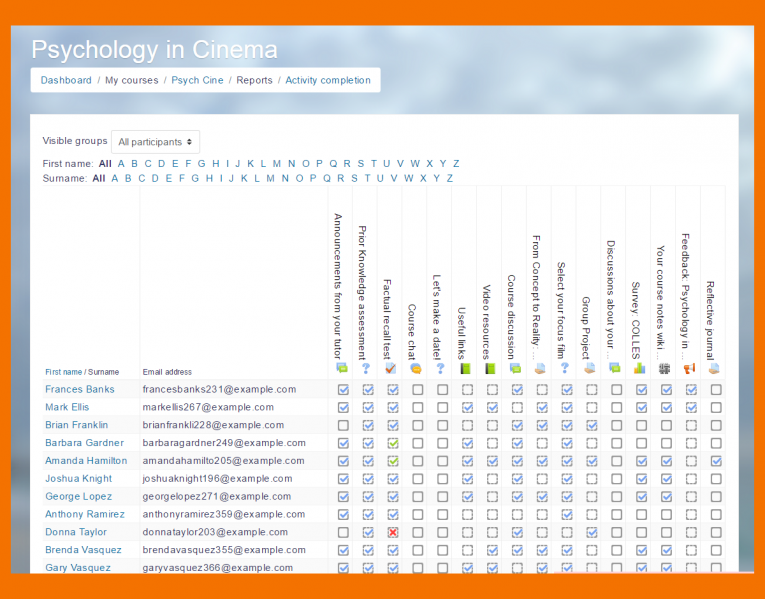 Psychology in Cinema
Dashboard / My courses / Psych Cine / Reports / Activity completion
Visible groups All participants
First name: All A B C D E F G H I J K L M N O P Q R S T U V W X Y Z
Surname: All A B C D E F G H I J K L M N O P Q R S T U V W X Y Z
First name / Surname
Email address
Announcements from your tutor
Prior Knowledge assessment
Factual recall test
Course chat
Let's make a date!
Useful links
Video resources
Course discussion
From Concept to Reality: ...
Select your focus film
Group Project
Discussions about your ...
Survey: COLLES
Your course notes wiki ...
Feedback: Psychology in ...
Reflective journal
Frances Banks francesbanks231@example.com
Mark Ellis markellis267@example.com
Brian Franklin brianfrankli228@example.com
Barbara Gardner barbaragardner249@example.com
Amanda Hamilton amandahamilto205@example.com
Joshua Knight joshuaknight196@example.com
George Lopez georgelopez271@example.com
Anthony Ramirez anthonyramirez359@example.com
Donna Taylor donnataylor203@example.com
Brenda Vasquez brendavasquez355@example.com
Gary Vasquez garyvasquez366@example.com